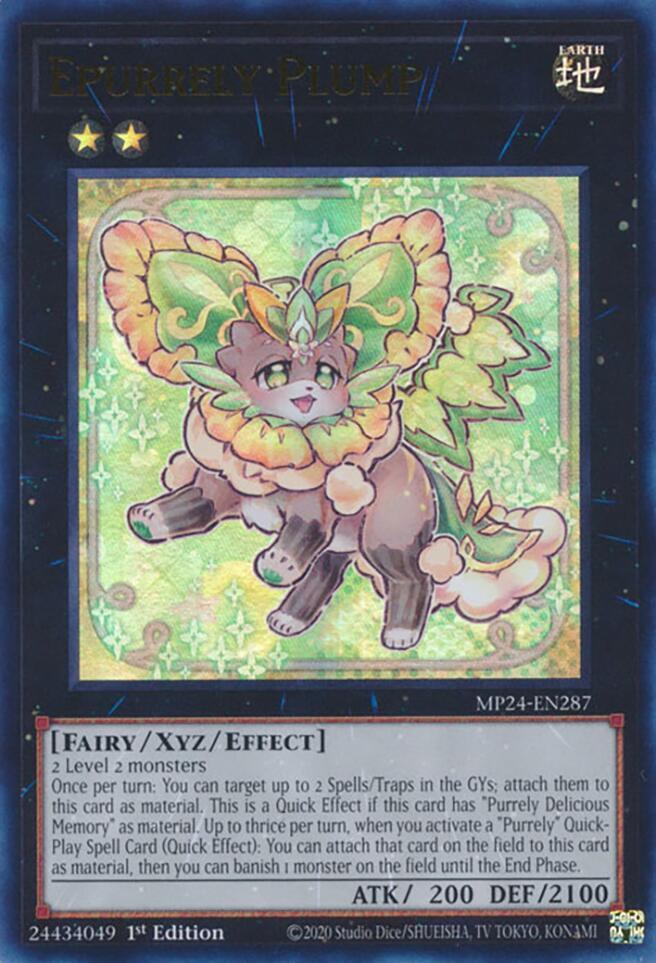 Epurrely Plump
EARTH
地
MP24-EN287
[Fairy/Xyz/Effect]
2 Level 2 monsters
Once per turn: You can target up to 2 Spells/Traps in the GYs; attach them to
this card as material. This is a Quick Effect if this card has "Purrely Delicious
Memory" as material. Up to thrice per turn, when you activate a "Purrely" Quick-
Play Spell Card (Quick Effect): You can attach that card on the field to this card
as material, then you can banish 1 monster on the field until the End Phase.
ATK/ 200 DEF/2100
24434049 1st Edition ©2020 Studio Dice/SHUEISHA, TV TOKYO, KONAMI